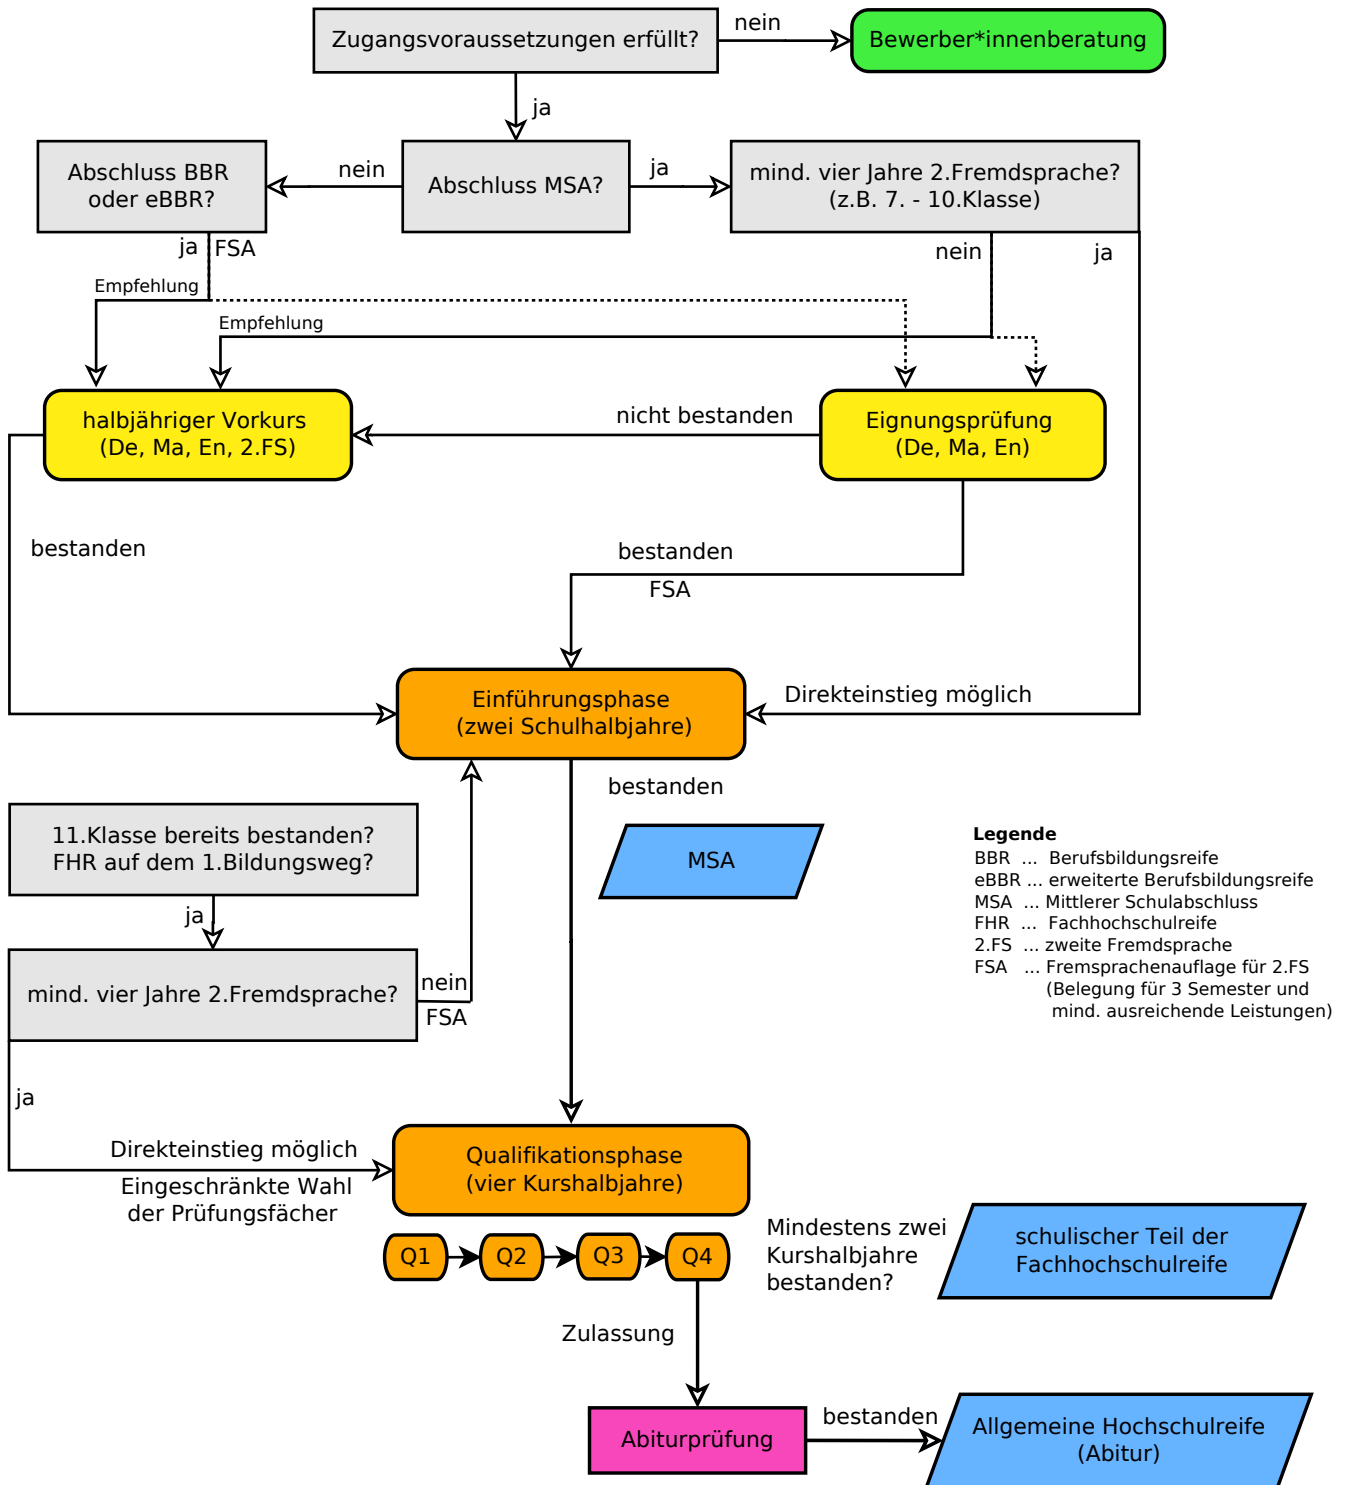 Zugangsvoraussetzungen erfüllt?
nein
Bewerber*innenberatung
ja
Abschluss BBR
oder eBBR?
nein
Abschluss MSA?
ja
mind. vier Jahre 2.Fremdsprache?
(z.B. 7. - 10.Klasse)
ja
FSA
nein
ja
Empfehlung
Empfehlung
halbjähriger Vorkurs
(De, Ma, En, 2.FS)
nicht bestanden
Eignungsprüfung
(De, Ma, En)
bestanden
bestanden
FSA
Einführungsphase
(zwei Schulhalbjahre)
Direkteinstieg möglich
bestanden
11.Klasse bereits bestanden?
FHR auf dem 1.Bildungsweg?
MSA
Legende
BBR ... Berufsbildungsreife
eBBR ... erweiterte Berufsbildungsreife
MSA ... Mittlerer Schulabschluss
FHR ... Fachhochschulreife
2.FS ... zweite Fremdsprache
FSA ... Fremsprachenauflage für 2.FS
(Belegung für 3 Semester und
mind. ausreichende Leistungen)
ja
mind. vier Jahre 2.Fremdsprache?
nein
FSA
ja
Direkteinstieg möglich
Eingeschränkte Wahl
der Prüfungsfächer
Qualifikationsphase
(vier Kurshalbjahre)
Q1
Q2
Q3
Q4
Mindestens zwei
Kurshalbjahre
bestanden?
schulischer Teil der
Fachhochschulreife
Zulassung
Abiturprüfung
bestanden
Allgemeine Hochschulreife
(Abitur)